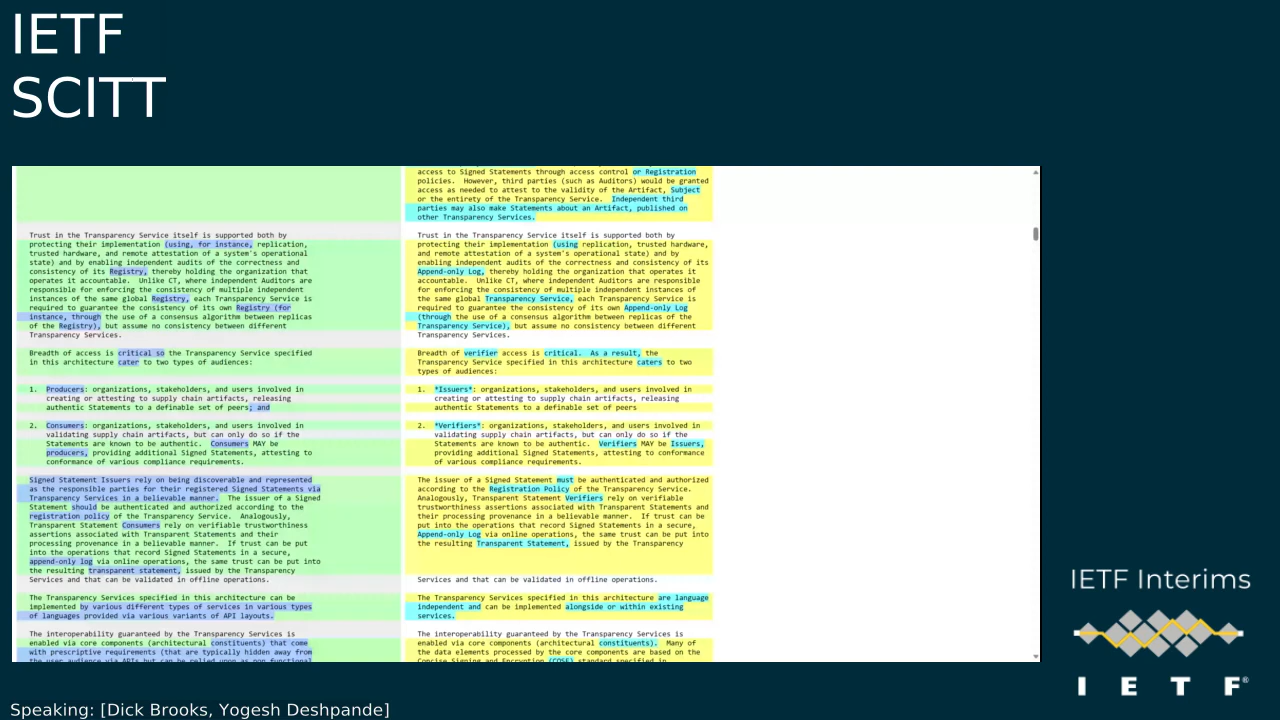 IETF
SCITT
Trust in the Transparency Service itself is supported both by
protecting their implementation (using, for instance, replication,
trusted hardware, and remote attestation of a system's operational
state) and by enabling independent audits of the correctness and
consistency of its Registry, thereby holding the organization that
operates it accountable.  Unlike CT, where independent Auditors are
responsible for enforcing the consistency of multiple independent
instances of the same global Registry, each Transparency Service is
required to guarantee the consistency of its own Registry (for
instance, through the use of a consensus algorithm between replicas
of the Registry), but assume no consistency between different
Transparency Services.
Breadth of access is critical so the Transparency Service specified
in this architecture cater to two types of audiences:
1.  Producers: organizations, stakeholders, and users involved in
creating or attesting to supply chain artifacts, releasing
authentic Statements to a definable set of peers; and
2.  Consumers: organizations, stakeholders, and users involved in
validating supply chain artifacts, but can only do so if the
Statements are known to be authentic.  Consumers MAY be
producers, providing additional Signed Statements, attesting to
conformance of various compliance requirements.
Signed Statement Issuers rely on being discoverable and represented
as the responsible parties for their registered Signed Statements via
Transparency Services in a believable manner.  The issuer of a Signed
Statement should be authenticated and authorized according to the
registration policy of the Transparency Service.  Analogously,
Transparent Statement Consumers rely on verifiable trustworthiness
assertions associated with Transparent Statements and their
processing provenance in a believable manner.  If trust can be put
into the operations that record Signed Statements in a secure,
append-only log via online operations, the same trust can be put into
the resulting transparent statement, issued by the Transparency
Services and that can be validated in offline operations.
The Transparency Services specified in this architecture can be
implemented by various different types of services in various types
of languages provided via various variants of API layouts.
The interoperability guaranteed by the Transparency Services is
enabled via core components (architectural constituents) that come
with prescriptive requirements (that are typically hidden away from
the user audience via APIs but can be relied upon as non functional
access to Signed Statements through access control or Registration
policies.  However, third parties (such as Auditors) would be granted
access as needed to attest to the validity of the Artifact, Subject
or the entirety of the Transparency Service.  Independent third
parties may also make Statements about an Artifact, published on
other Transparency Services.
Trust in the Transparency Service itself is supported both by
protecting their implementation (using replication, trusted hardware,
and remote attestation of a system's operational state) and by
enabling independent audits of the correctness and consistency of its
Append-only Log, thereby holding the organization that operates it
accountable.  Unlike CT, where independent Auditors are responsible
for enforcing the consistency of multiple independent instances of
the same global Transparency Service, each Transparency Service is
required to guarantee the consistency of its own Append-only Log
(through the use of a consensus algorithm between replicas of the
Transparency Service), but assume no consistency between different
Transparency Services.
Breadth of verifier access is critical.  As a result, the
Transparency Service specified in this architecture caters to two
types of audiences:
1.  *Issuers*: organizations, stakeholders, and users involved in
creating or attesting to supply chain artifacts, releasing
authentic Statements to a definable set of peers
2.  *Verifiers*: organizations, stakeholders, and users involved in
validating supply chain artifacts, but can only do so if the
Statements are known to be authentic.  Verifiers MAY be Issuers,
providing additional Signed Statements, attesting to conformance
of various compliance requirements.
The issuer of a Signed Statement must be authenticated and authorized
according to the Registration Policy of the Transparency Service.
Analogously, Transparent Statement Verifiers rely on verifiable
trustworthiness assertions associated with Transparent Statements and
their processing provenance in a believable manner.  If trust can be
put into the operations that record Signed Statements in a secure,
Append-only Log via online operations, the same trust can be put into
the resulting Transparent Statement, issued by the Transparency
Services and that can be validated in offline operations.
The Transparency Services specified in this architecture are language
independent and can be implemented alongside or within existing
services.
The interoperability guaranteed by the Transparency Services is
enabled via core components (architectural constituents).  Many of
the data elements processed by the core components are based on the
Concise Signing and Encryption (COSE) standard specified in
IETF Interims
I E T F®
Speaking: [Dick Brooks, Yogesh Deshpande]